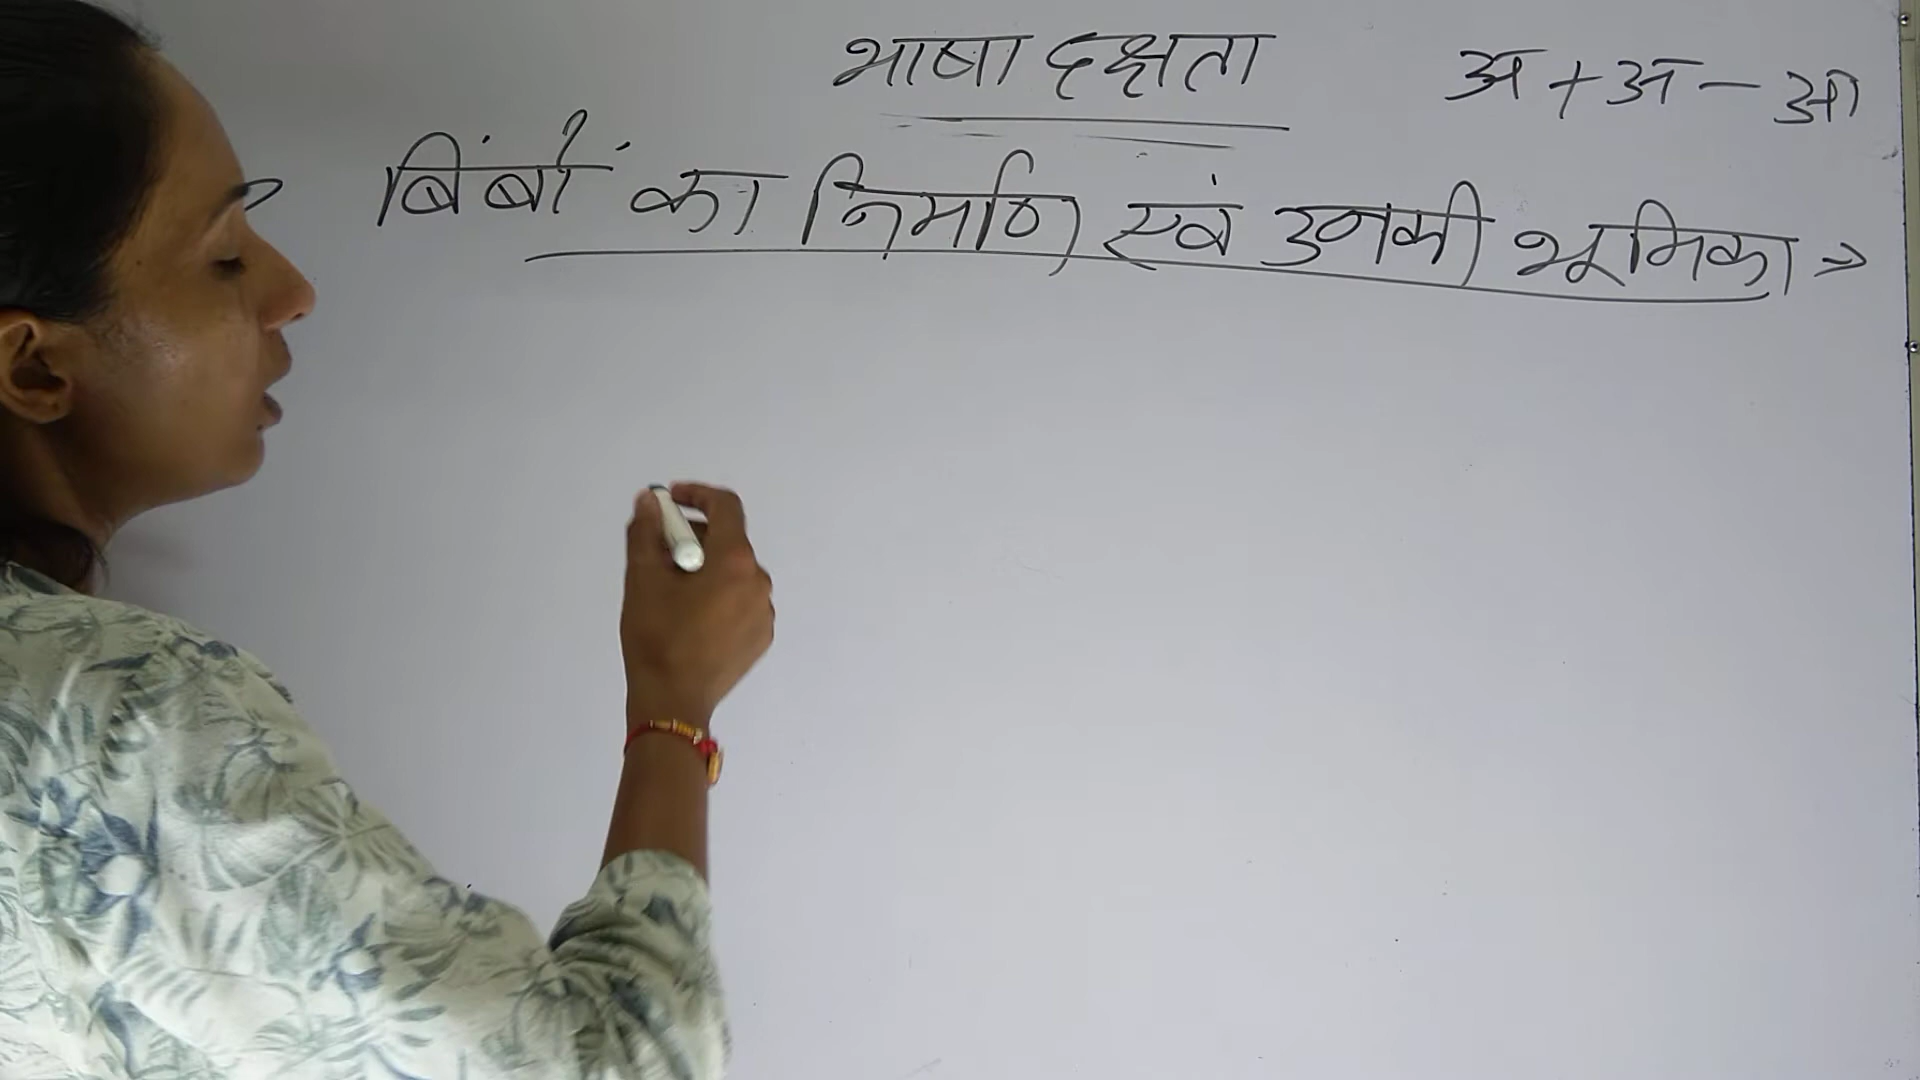 भाषा दक्षता
अ + अ - आ
बिंबों का निर्माण एवं उनकी भूमिका →